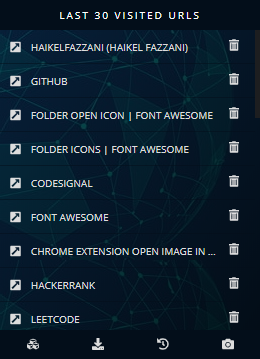 LAST 30 VISITED URLS
HAIKELFAZZANI (HAIKEL FAZZANI)
GITHUB
FOLDER OPEN ICON | FONT AWESOME
FOLDER ICONS | FONT AWESOME
CODESIGNAL
FONT AWESOME
CHROME EXTENSION OPEN IMAGE IN ...
HACKERRANK
LEETCODE